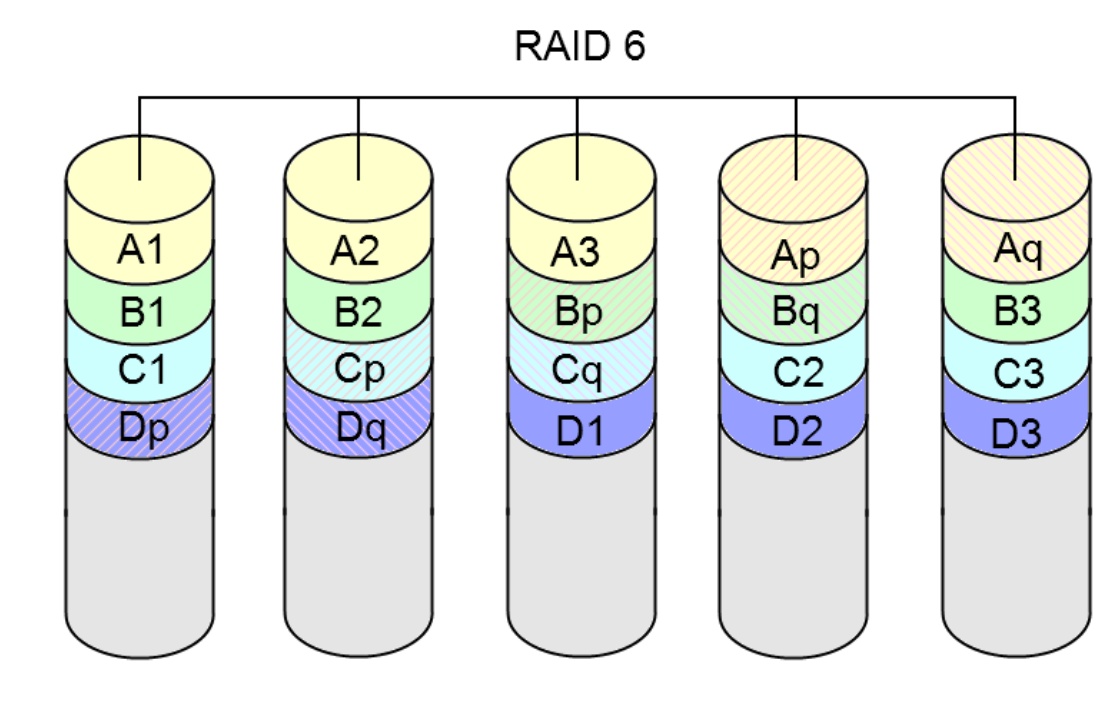 RAID 6
A1 A2 A3 Ap Aq
B1 B2 Bp Bq B3
C1 Cp Cq C2 C3
Dp Dq D1 D2 D3